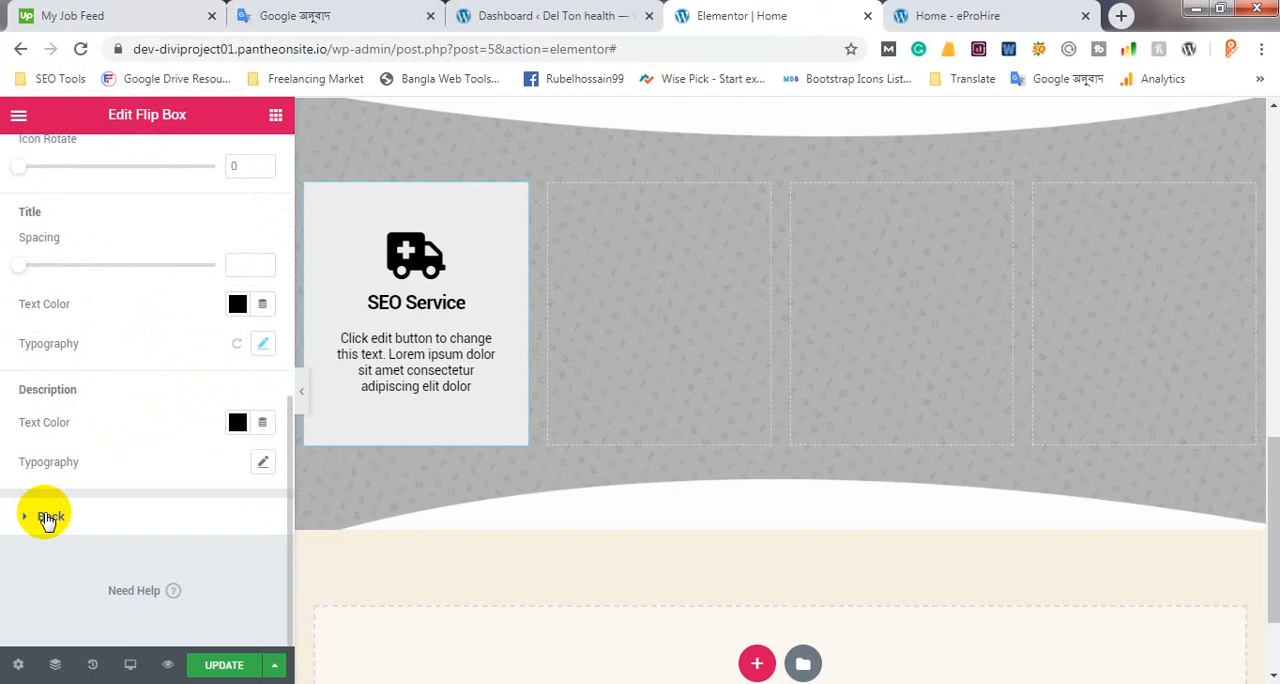 My Job Feed
Google अनुवाद
Dashboard ‹ Del Ton health —
Elementor | Home
Home - eProHire
dev-diviproject01.pantheonsite.io/wp-admin/post.php?post=5&action=elementor#
SEO Tools
Google Drive Resou...
Freelancing Market
Bangla Web Tools...
Rubelhossain99
Wise Pick - Start ex...
Bootstrap Icons List...
Translate
Google अनुवाद
Analytics
»
Edit Flip Box
Icon Rotate
0
Title
Spacing
Text Color
Typography
Description
Text Color
Typography
Back
Need Help ?
UPDATE
SEO Service
Click edit button to change
this text. Lorem ipsum dolor
sit amet consectetur
adipiscing elit dolor